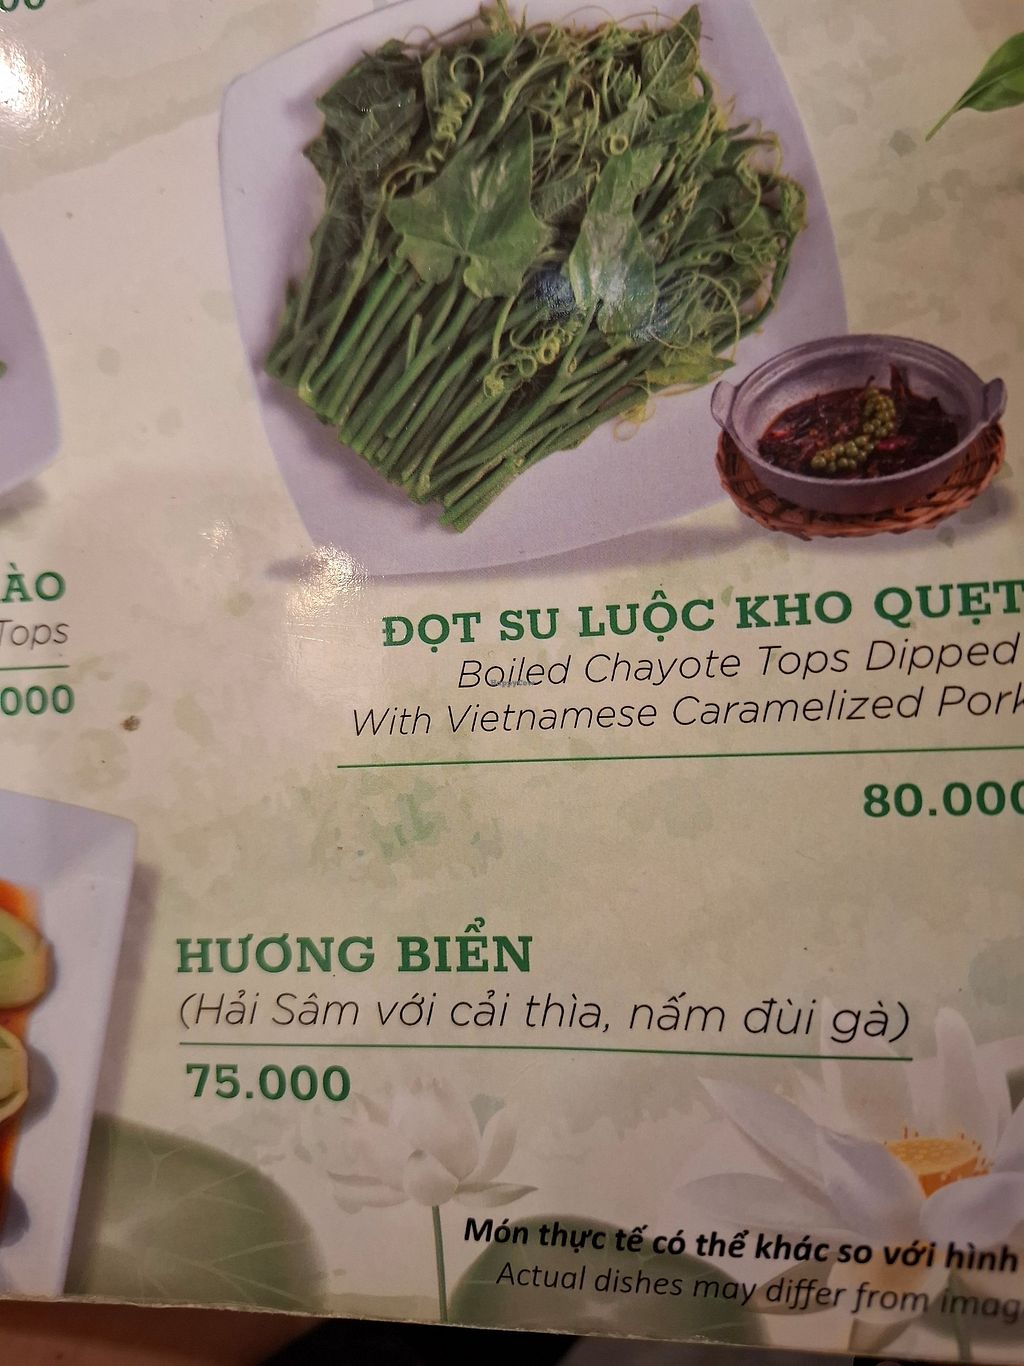 ÀO
Tops
000
ĐỌT SU LUỘC KHO QUẸT
Boiled Chayote Tops Dipped
With Vietnamese Caramelized Pork
80.000
HƯƠNG BIỂN
(Hải Sâm với cải thìa, nấm đùi gà)
75.000
Món thực tế có thể khác so với hình
Actual dishes may differ from imag